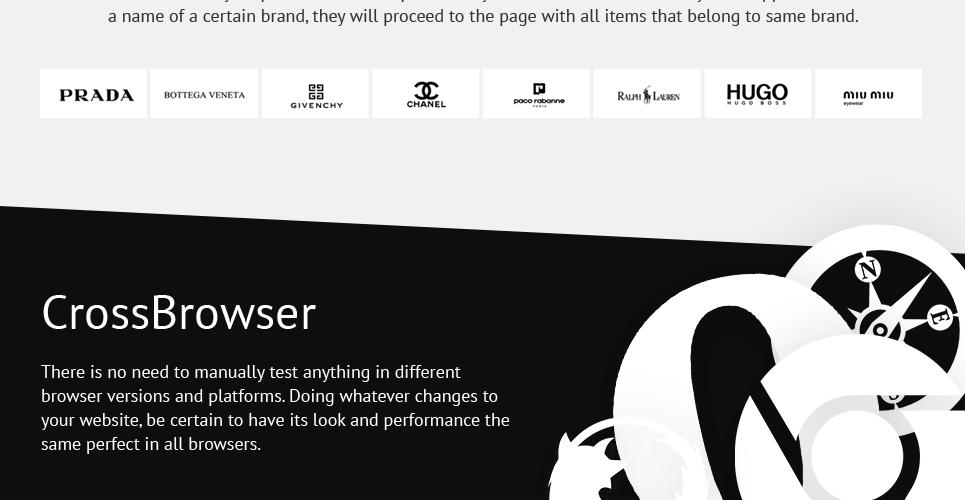 a name of a certain brand, they will proceed to the page with all items that belong to same brand.
PRADA
BOTTEGA VENETA
GIVENCHY
CHANEL
paco rabanne
PARIS
RALPH LAUREN
HUGO
HUGO BOSS
miu miu
eyewear
N
E
CrossBrowser
There is no need to manually test anything in different
browser versions and platforms. Doing whatever changes to
your website, be certain to have its look and performance the
same perfect in all browsers.